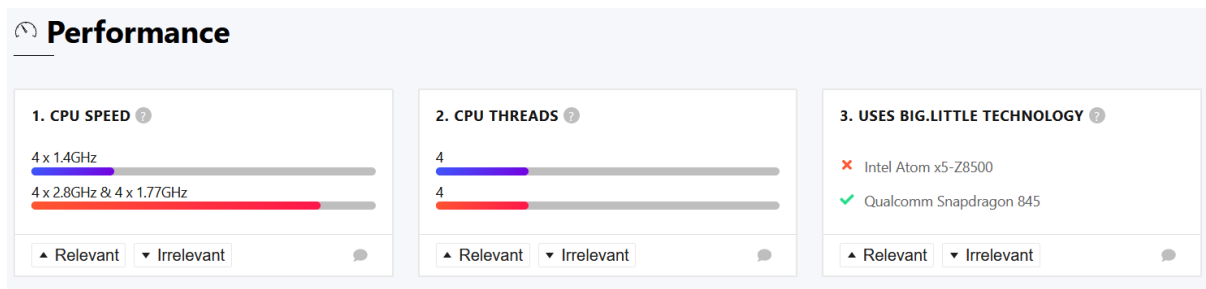 Performance
1. CPU SPEED ?
4 x 1.4GHz
4 x 2.8GHz & 4 x 1.77GHz
▲ Relevant ▼ Irrelevant
2. CPU THREADS ?
4
4
▲ Relevant ▼ Irrelevant
3. USES BIG.LITTLE TECHNOLOGY ?
Intel Atom x5-Z8500
Qualcomm Snapdragon 845
▲ Relevant ▼ Irrelevant